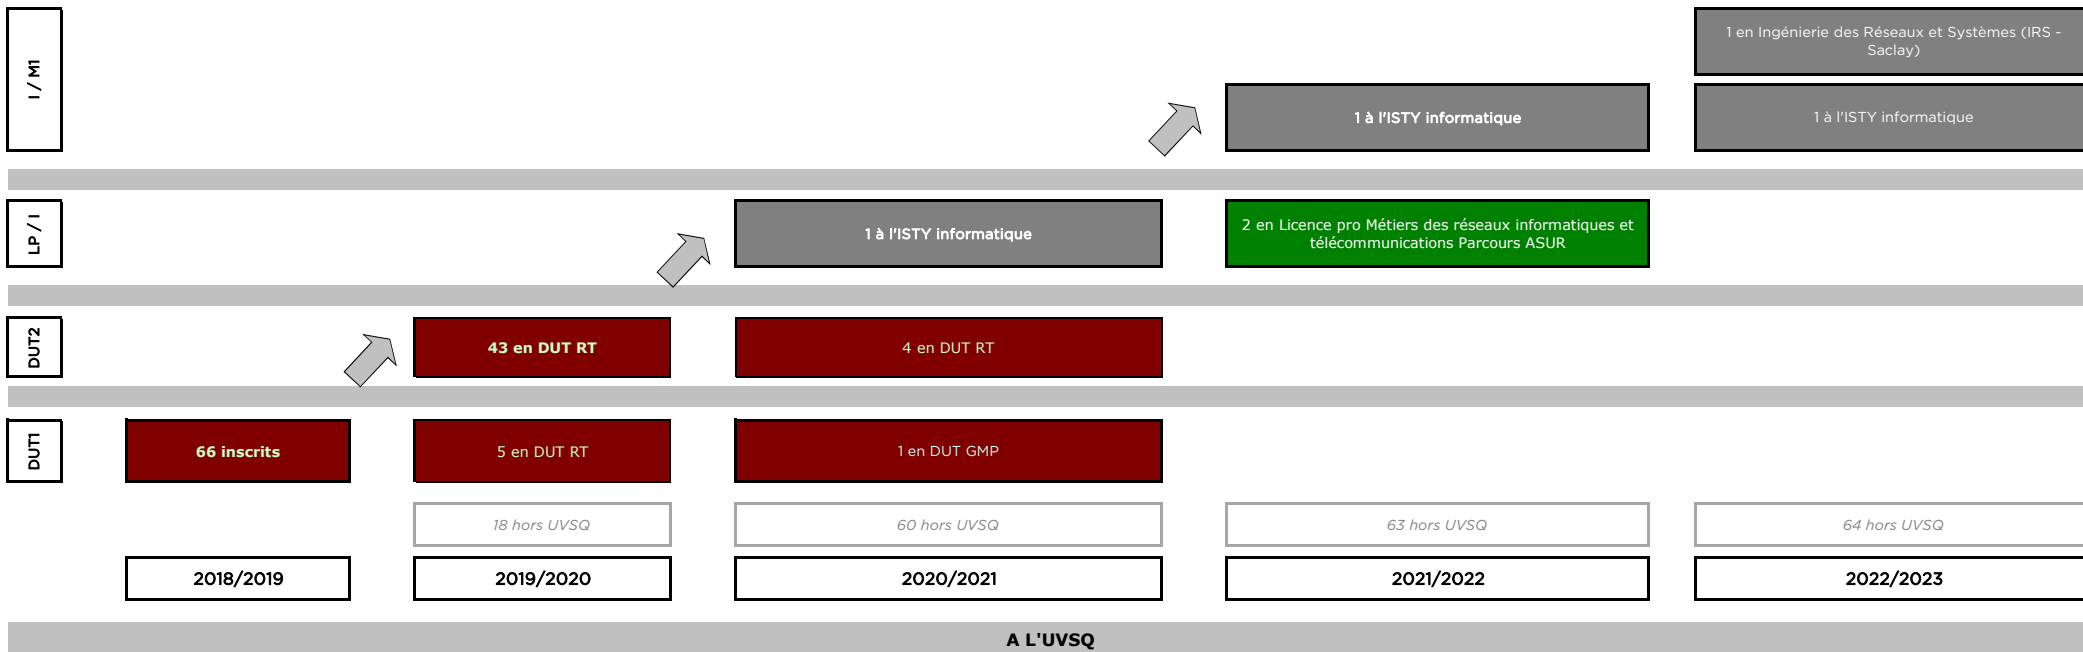 I / M1
1 en Ingénierie des Réseaux et Systèmes (IRS -
Saclay)
1 à l'ISTY informatique
1 à l'ISTY informatique
LP / I
1 à l'ISTY informatique
2 en Licence pro Métiers des réseaux informatiques et
télécommunications Parcours ASUR
DUT2
43 en DUT RT
4 en DUT RT
DUT1
66 inscrits
5 en DUT RT
1 en DUT GMP
18 hors UVSQ
60 hors UVSQ
63 hors UVSQ
64 hors UVSQ
2018/2019
2019/2020
2020/2021
2021/2022
2022/2023
A L'UVSQ